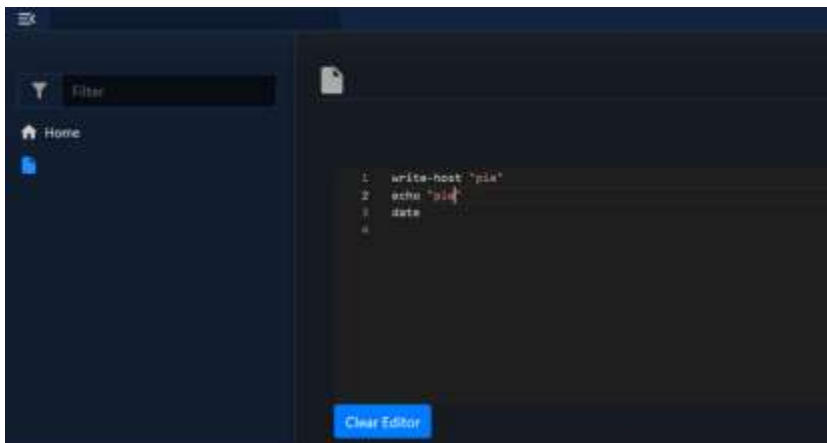 Filter
Home
1 write-host "pie"
2 echo "pie"
3 date
4
Clear Editor